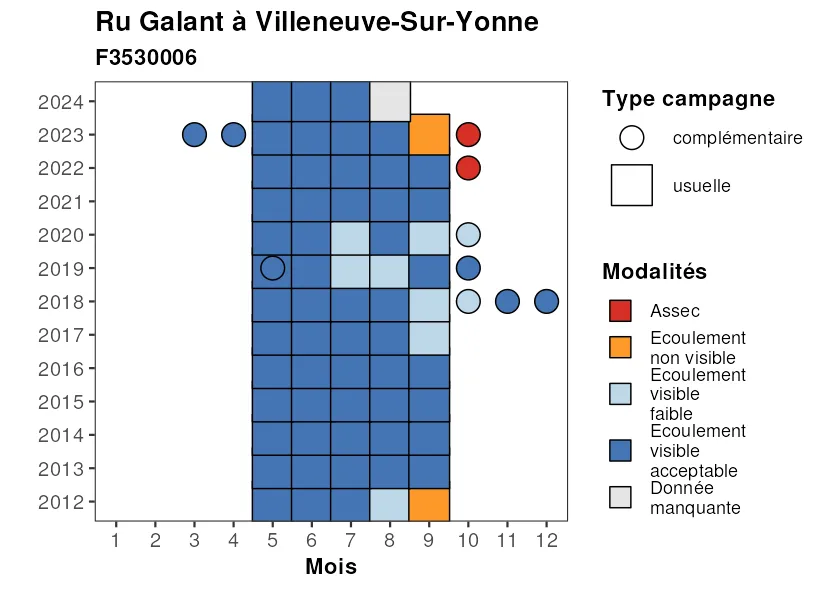 Ru Galant à Villeneuve-Sur-Yonne
F3530006
2024
2023
2022
2021
2020
2019
2018
2017
2016
2015
2014
2013
2012
1 2 3 4 5 6 7 8 9 10 11 12
Mois
Type campagne
complémentaire
usuelle
Modalités
Assec
Ecoulement
non visible
Ecoulement
visible
faible
Ecoulement
visible
acceptable
Donnée
manquante